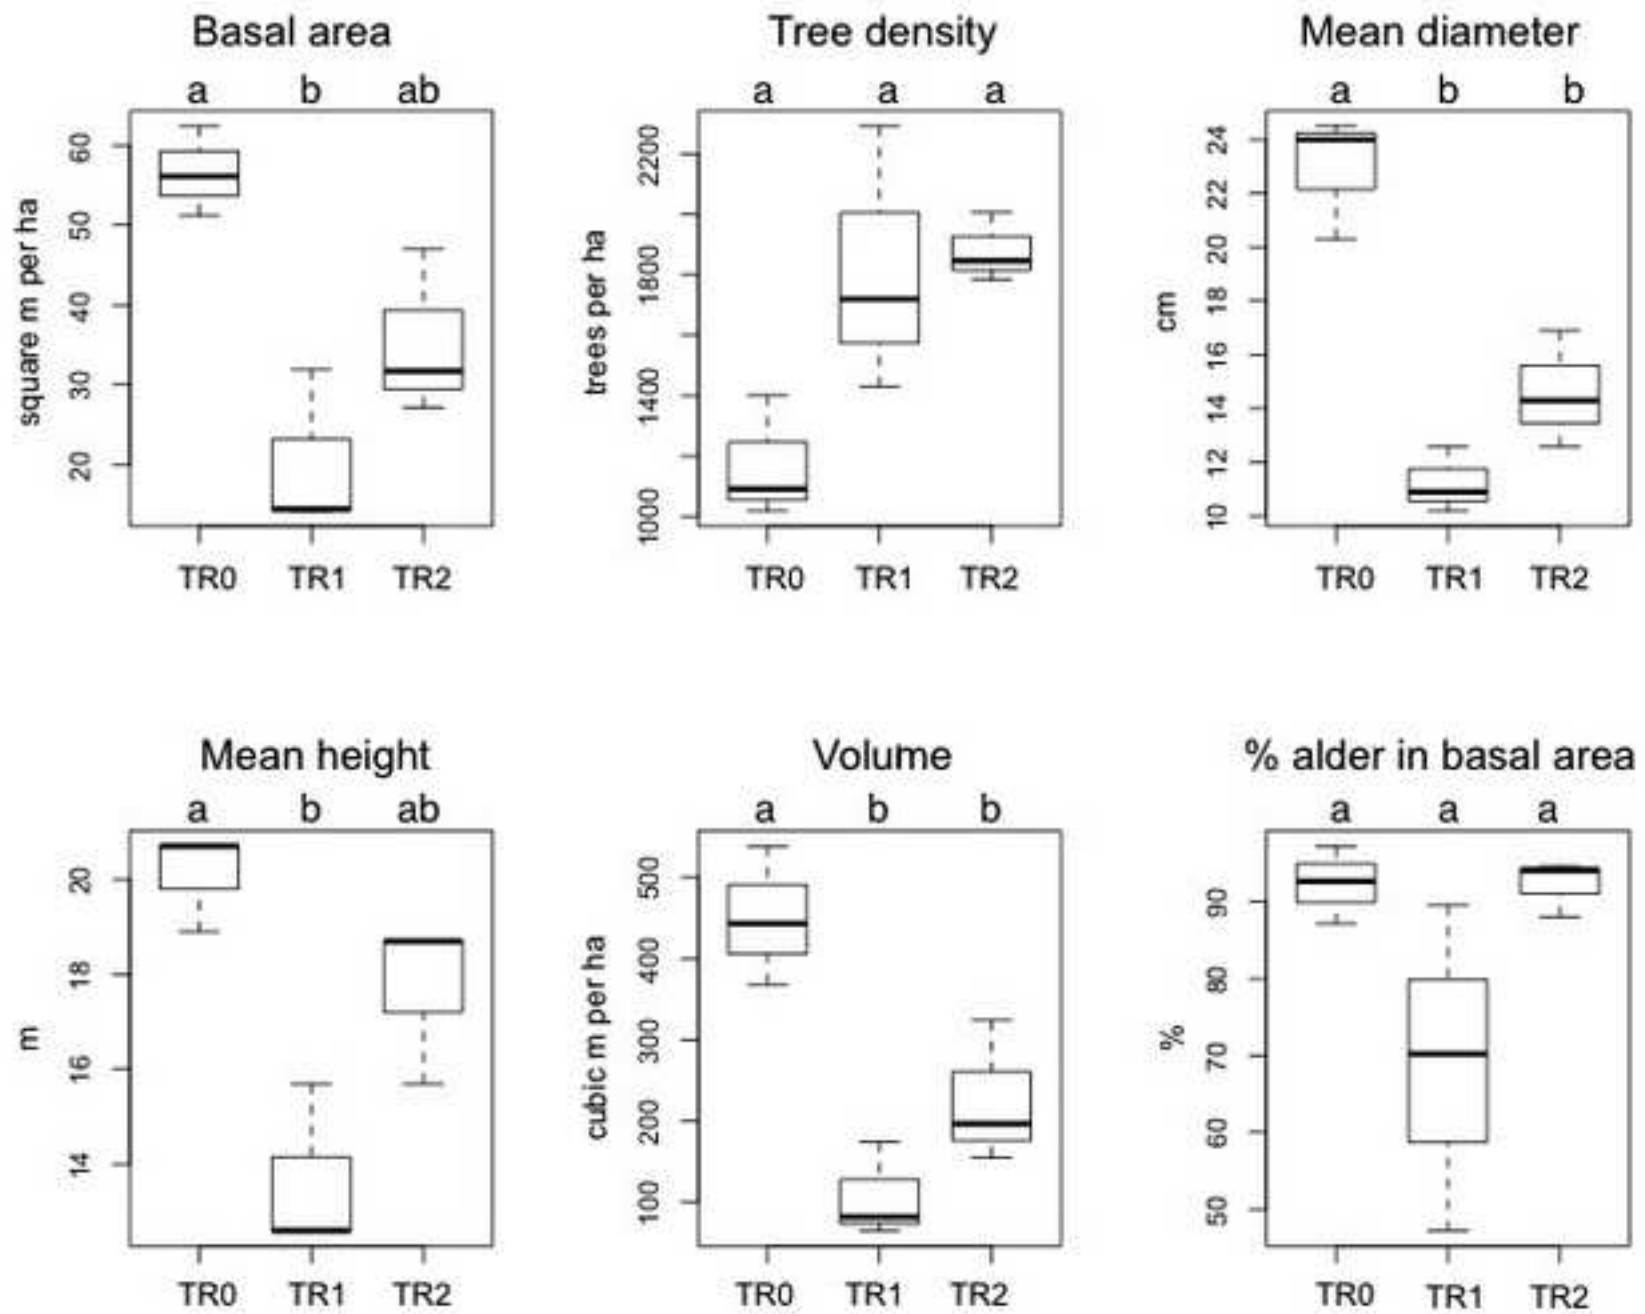 Basal area
a b ab
square m per ha
60
50
40
30
20
TR0 TR1 TR2
Tree density
a a a
trees per ha
2200
1800
1400
1000
TR0 TR1 TR2
Mean diameter
a b b
cm
24
22
20
18
16
14
12
10
TR0 TR1 TR2
Mean height
a b ab
m
20
18
16
14
TR0 TR1 TR2
Volume
a b b
cubic m per ha
500
400
300
200
100
TR0 TR1 TR2
% alder in basal area
a a a
%
90
80
70
60
50
TR0 TR1 TR2